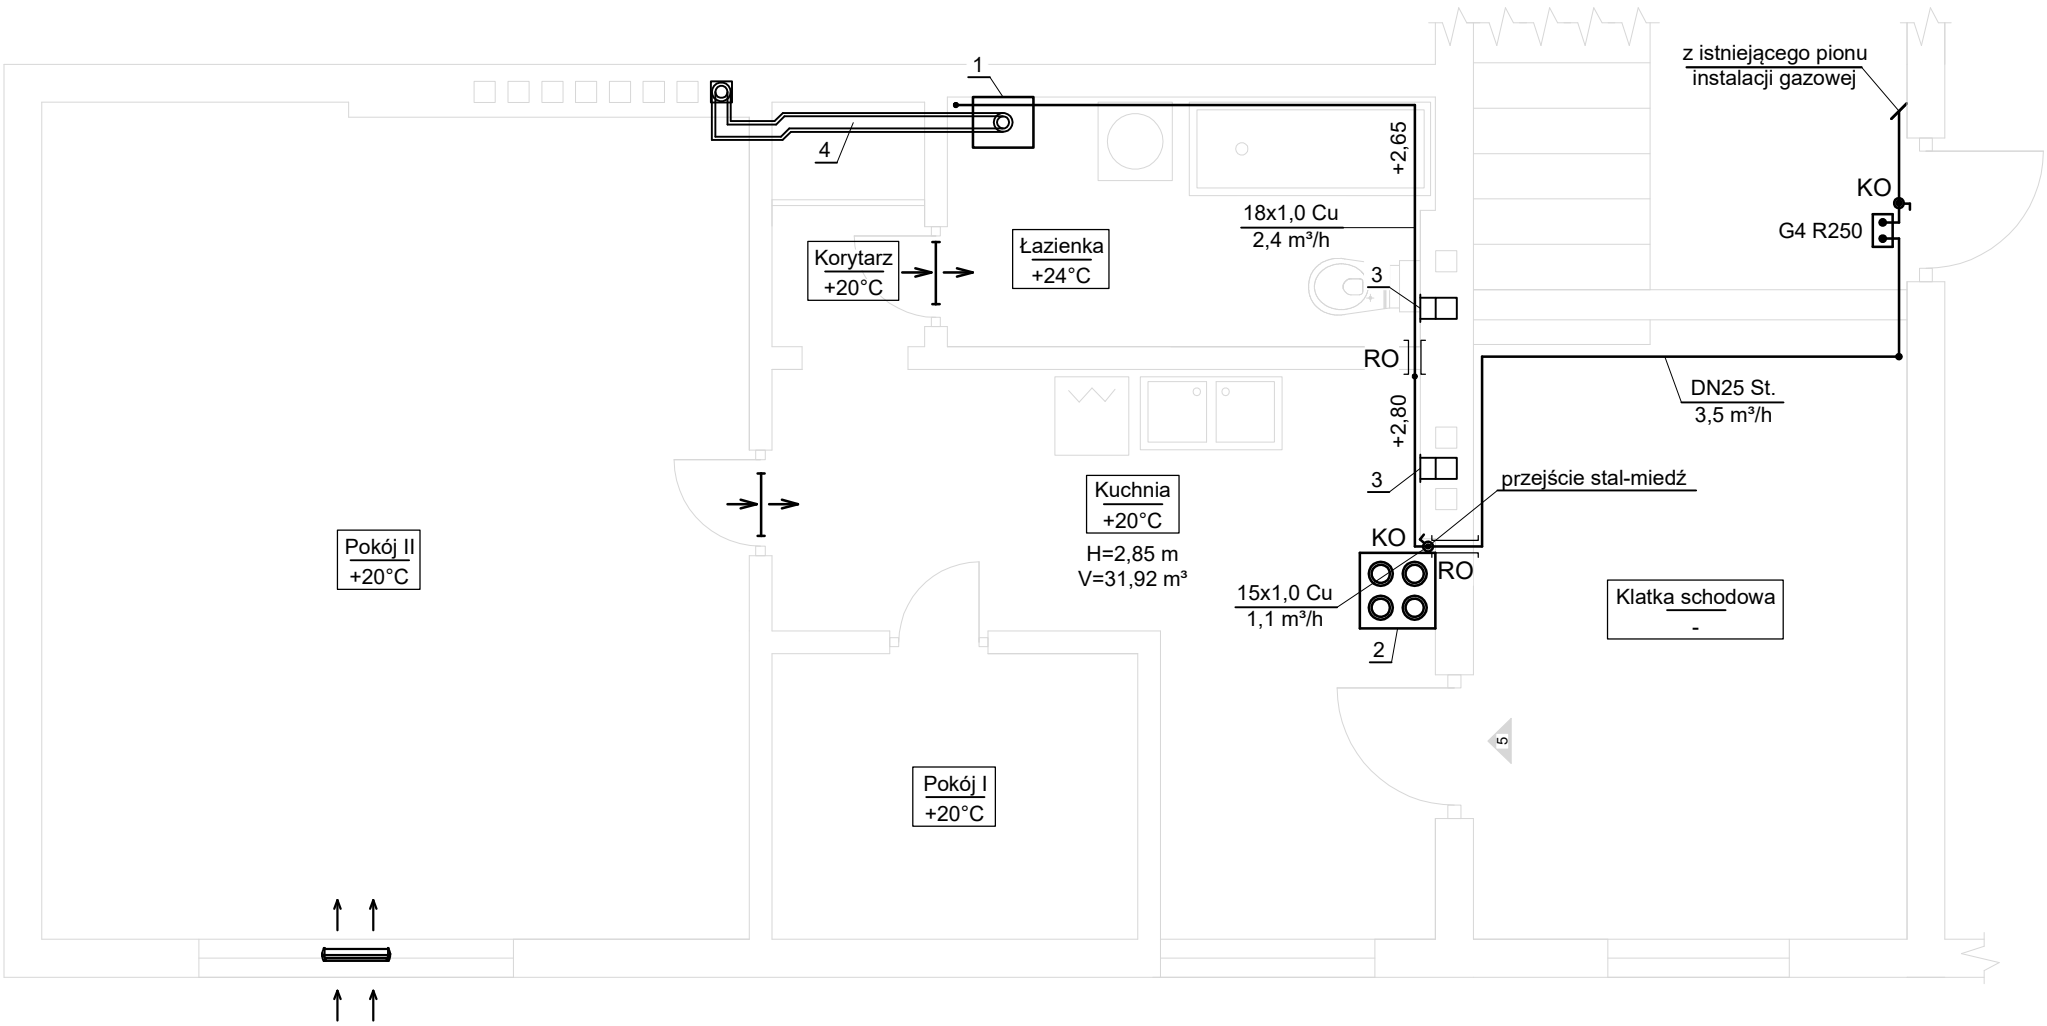 z istniejącego pionu
instalacji gazowej
1
4
+2,65
KO
G4 R250
18x1,0 Cu
2,4 m³/h
Korytarz
+20°C
Łazienka
+24°C
3
RO
DN25 St.
3,5 m³/h
+2,80
3
przejście stal-miedź
Kuchnia
+20°C
H=2,85 m
V=31,92 m³
KO
RO
Pokój II
+20°C
15x1,0 Cu
1,1 m³/h
2
Klatka schodowa
-
5
Pokój I
+20°C